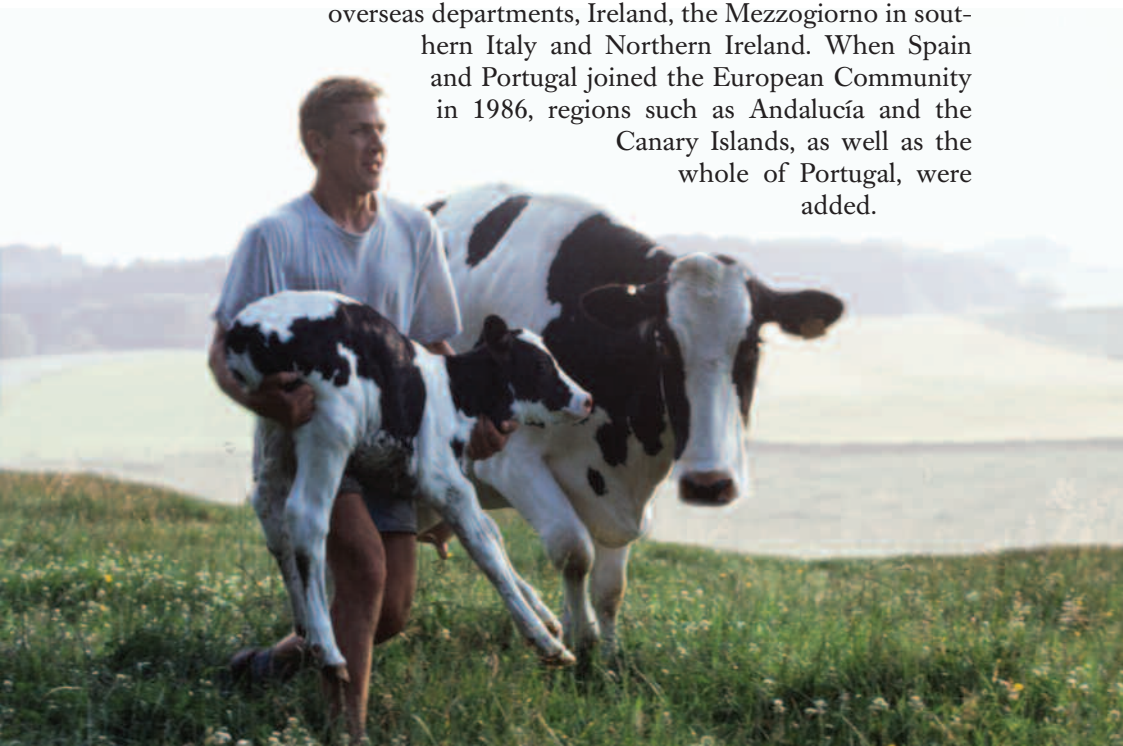 overseas departments, Ireland, the Mezzogiorno in sout-
hern Italy and Northern Ireland. When Spain
and Portugal joined the European Community
in 1986, regions such as Andalucía and the
Canary Islands, as well as the
whole of Portugal, were
added.